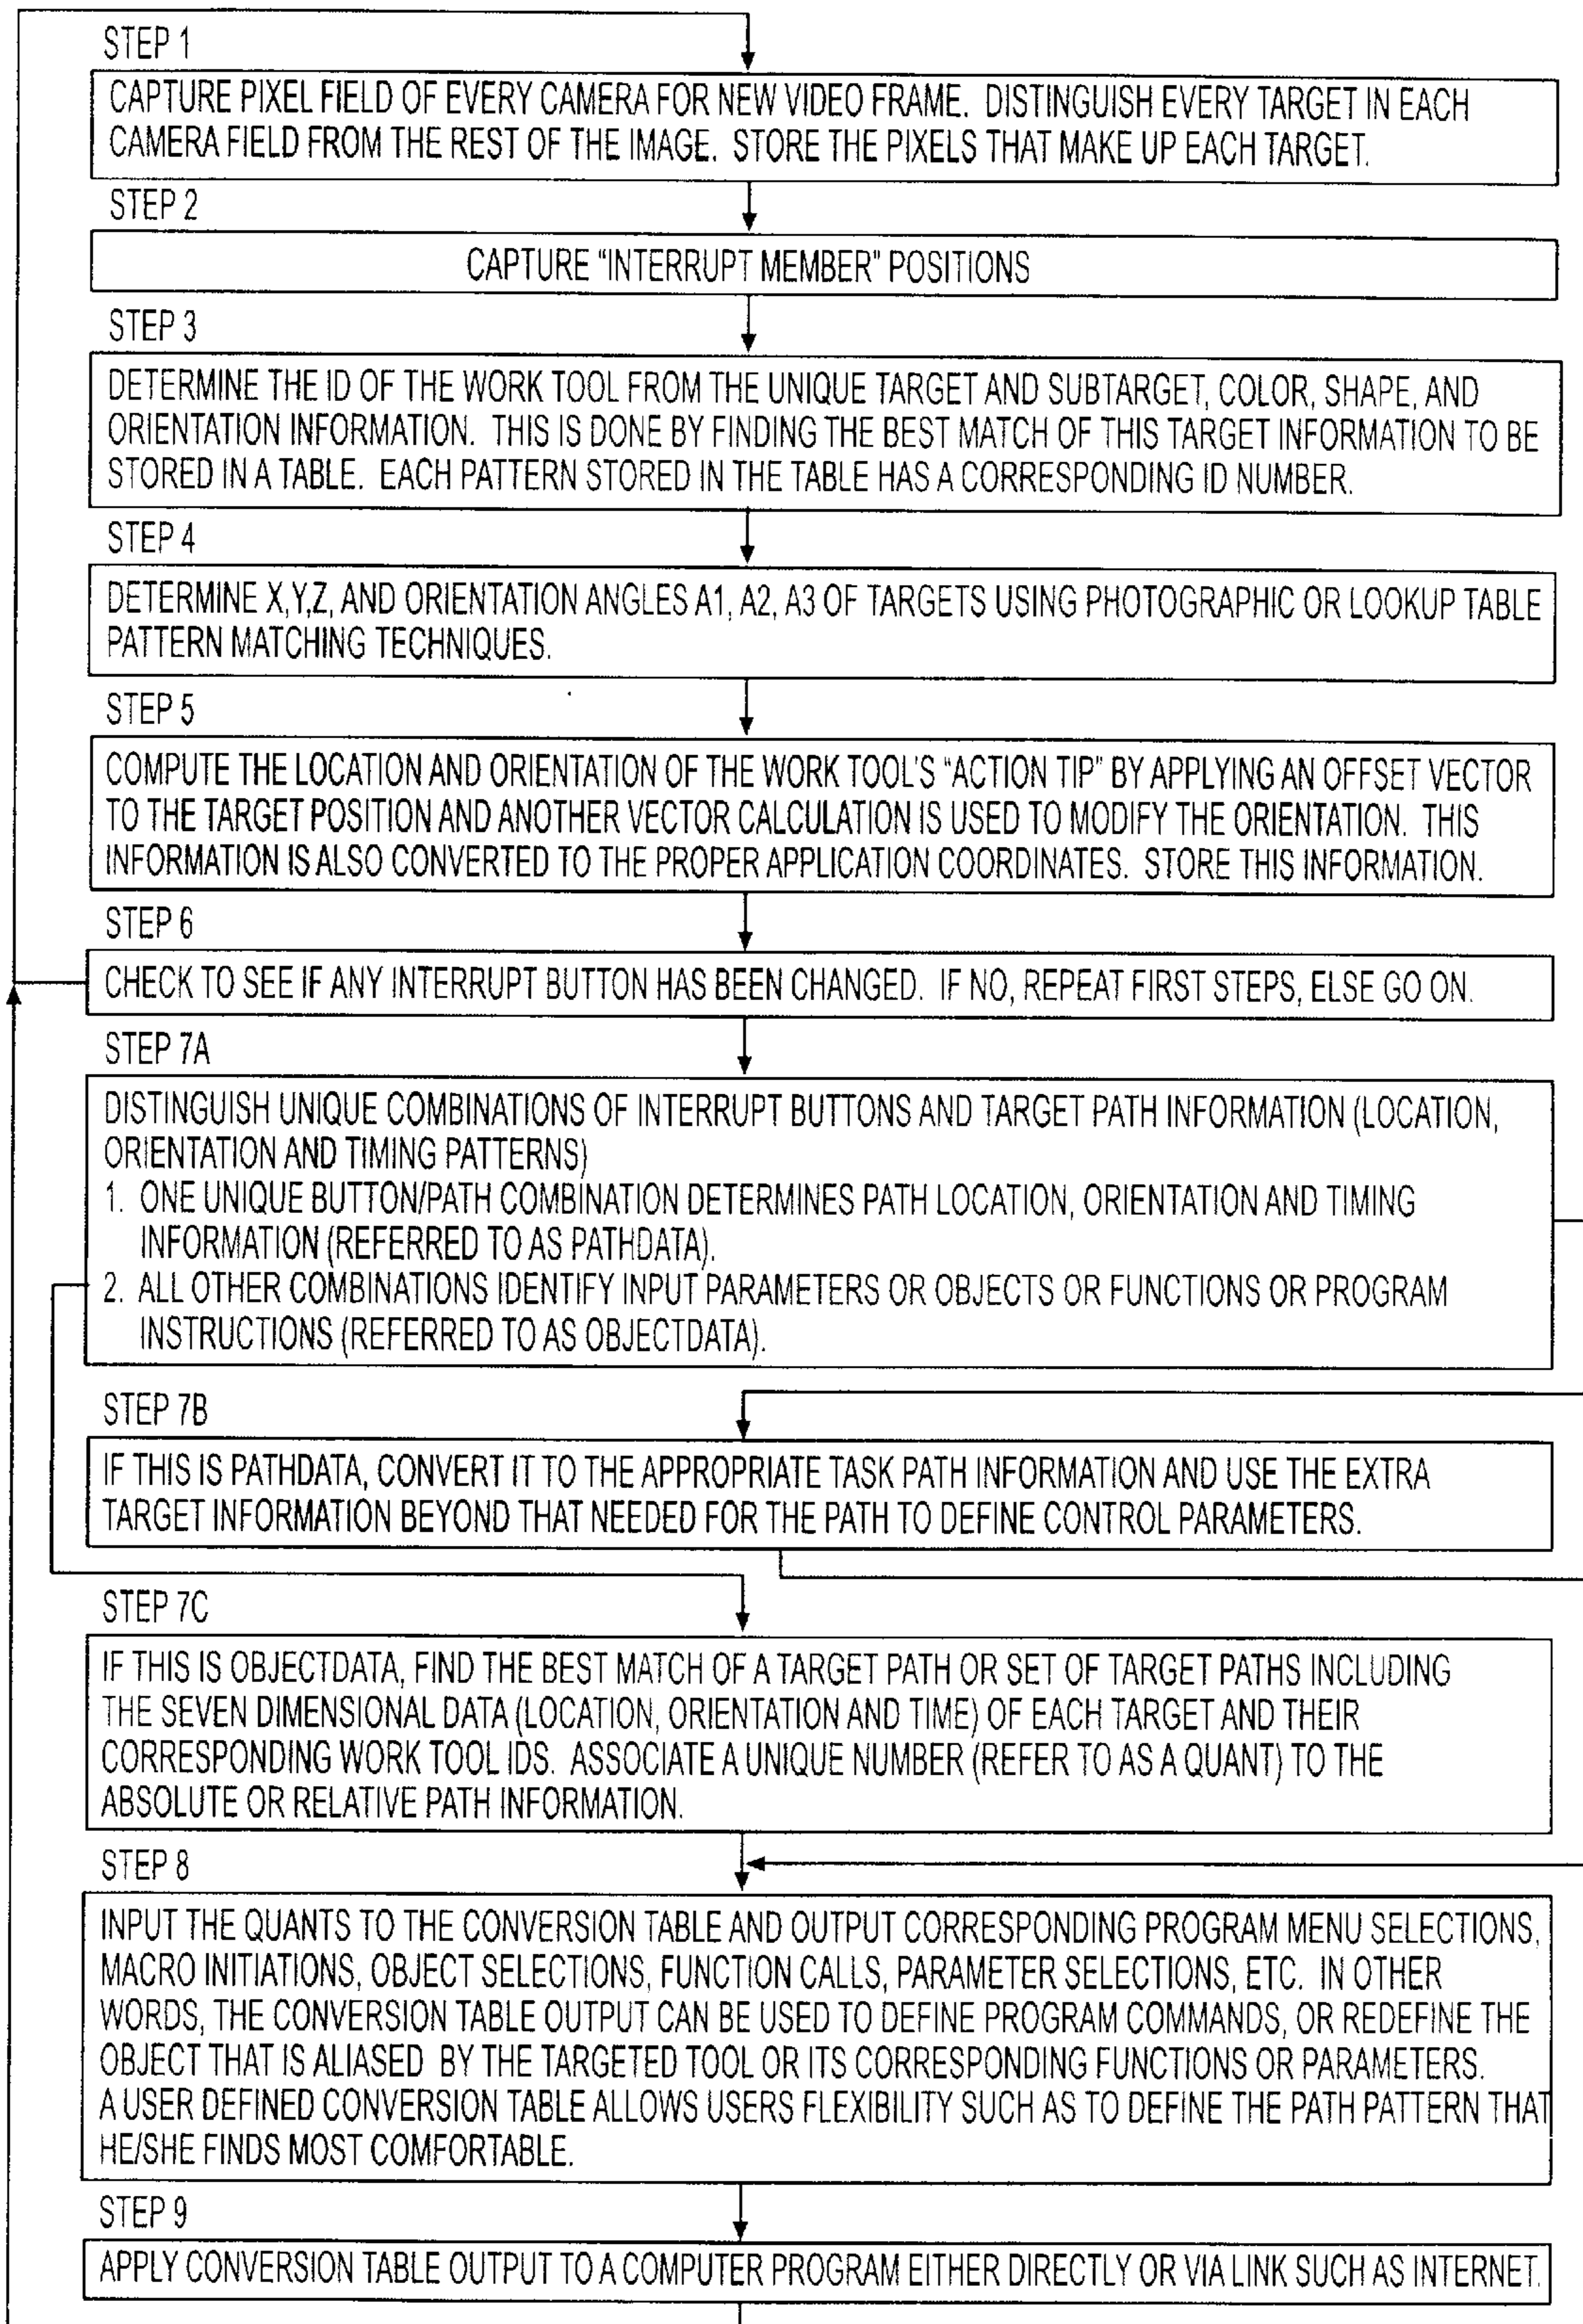 STEP 1
CAPTURE PIXEL FIELD OF EVERY CAMERA FOR NEW VIDEO FRAME. DISTINGUISH EVERY TARGET IN EACH
CAMERA FIELD FROM THE REST OF THE IMAGE. STORE THE PIXELS THAT MAKE UP EACH TARGET.
STEP 2
CAPTURE "INTERRUPT MEMBER" POSITIONS
STEP 3
DETERMINE THE ID OF THE WORK TOOL FROM THE UNIQUE TARGET AND SUBTARGET, COLOR, SHAPE, AND
ORIENTATION INFORMATION. THIS IS DONE BY FINDING THE BEST MATCH OF THIS TARGET INFORMATION TO BE
STORED IN A TABLE. EACH PATTERN STORED IN THE TABLE HAS A CORRESPONDING ID NUMBER.
STEP 4
DETERMINE X,Y,Z, AND ORIENTATION ANGLES A1, A2, A3 OF TARGETS USING PHOTOGRAPHIC OR LOOKUP TABLE
PATTERN MATCHING TECHNIQUES.
STEP 5
COMPUTE THE LOCATION AND ORIENTATION OF THE WORK TOOL'S "ACTION TIP" BY APPLYING AN OFFSET VECTOR
TO THE TARGET POSITION AND ANOTHER VECTOR CALCULATION IS USED TO MODIFY THE ORIENTATION. THIS
INFORMATION IS ALSO CONVERTED TO THE PROPER APPLICATION COORDINATES. STORE THIS INFORMATION.
STEP 6
CHECK TO SEE IF ANY INTERRUPT BUTTON HAS BEEN CHANGED. IF NO, REPEAT FIRST STEPS, ELSE GO ON.
STEP 7A
DISTINGUISH UNIQUE COMBINATIONS OF INTERRUPT BUTTONS AND TARGET PATH INFORMATION (LOCATION,
ORIENTATION AND TIMING PATTERNS)
1. ONE UNIQUE BUTTON/PATH COMBINATION DETERMINES PATH LOCATION, ORIENTATION AND TIMING
INFORMATION (REFERRED TO AS PATHDATA).
2. ALL OTHER COMBINATIONS IDENTIFY INPUT PARAMETERS OR OBJECTS OR FUNCTIONS OR PROGRAM
INSTRUCTIONS (REFERRED TO AS OBJECTDATA).
STEP 7B
IF THIS IS PATHDATA, CONVERT IT TO THE APPROPRIATE TASK PATH INFORMATION AND USE THE EXTRA
TARGET INFORMATION BEYOND THAT NEEDED FOR THE PATH TO DEFINE CONTROL PARAMETERS.
STEP 7C
IF THIS IS OBJECTDATA, FIND THE BEST MATCH OF A TARGET PATH OR SET OF TARGET PATHS INCLUDING
THE SEVEN DIMENSIONAL DATA (LOCATION, ORIENTATION AND TIME) OF EACH TARGET AND THEIR
CORRESPONDING WORK TOOL IDS. ASSOCIATE A UNIQUE NUMBER (REFER TO AS A QUANT) TO THE
ABSOLUTE OR RELATIVE PATH INFORMATION.
STEP 8
INPUT THE QUANTS TO THE CONVERSION TABLE AND OUTPUT CORRESPONDING PROGRAM MENU SELECTIONS,
MACRO INITIATIONS, OBJECT SELECTIONS, FUNCTION CALLS, PARAMETER SELECTIONS, ETC. IN OTHER
WORDS, THE CONVERSION TABLE OUTPUT CAN BE USED TO DEFINE PROGRAM COMMANDS, OR REDEFINE THE
OBJECT THAT IS ALIASED BY THE TARGETED TOOL OR ITS CORRESPONDING FUNCTIONS OR PARAMETERS.
A USER DEFINED CONVERSION TABLE ALLOWS USERS FLEXIBILITY SUCH AS TO DEFINE THE PATH PATTERN THAT
HE/SHE FINDS MOST COMFORTABLE.
STEP 9
APPLY CONVERSION TABLE OUTPUT TO A COMPUTER PROGRAM EITHER DIRECTLY OR VIA LINK SUCH AS INTERNET.